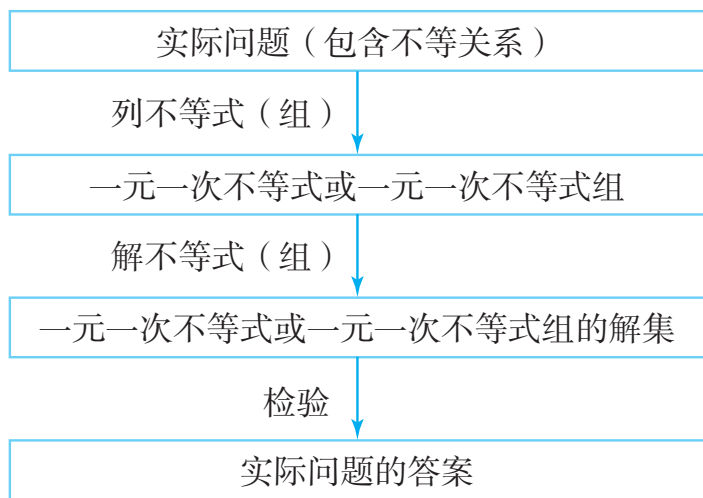 实际问题（包含不等关系）
列不等式（组）
一元一次不等式或一元一次不等式组
解不等式（组）
一元一次不等式或一元一次不等式组的解集
检验
实际问题的答案